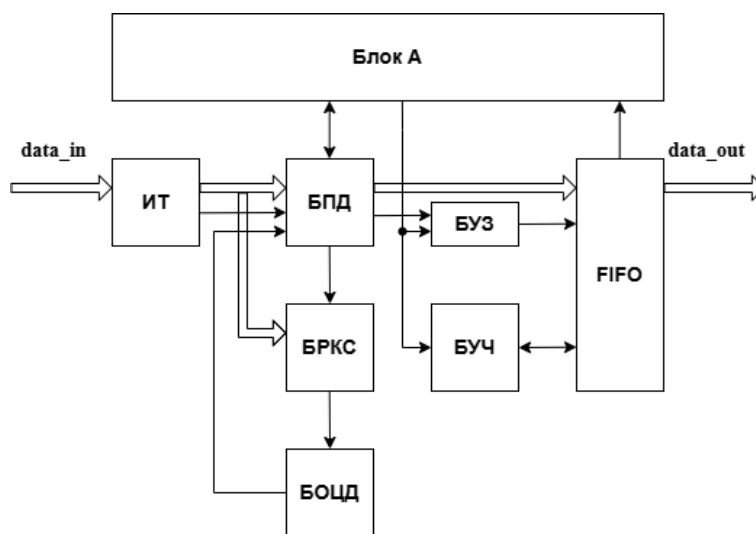 Блок А
data_in
data_out
ИТ
БПД
БУЗ
FIFO
БРКС
БУЧ
БОЦД